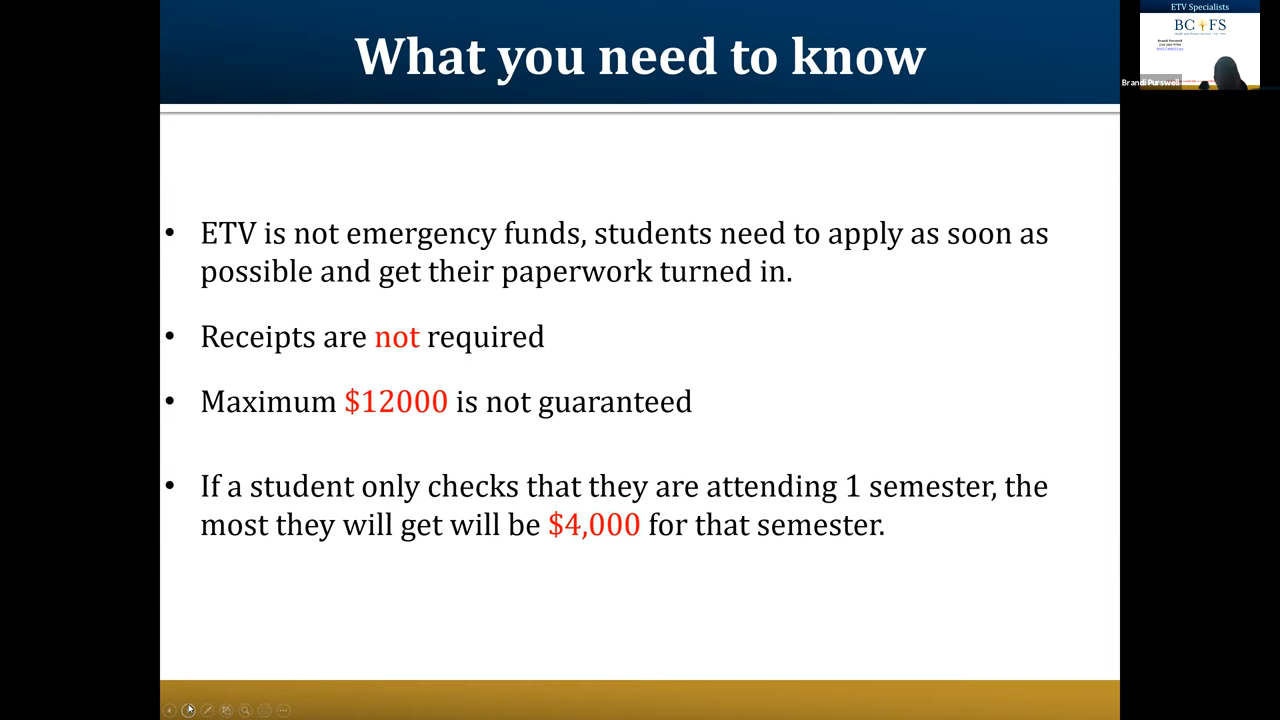 What you need to know
ETV Specialists
BC FS
Brandi Purswell
• ETV is not emergency funds, students need to apply as soon as
possible and get their paperwork turned in.
• Receipts are not required
• Maximum $12000 is not guaranteed
• If a student only checks that they are attending 1 semester, the
most they will get will be $4,000 for that semester.